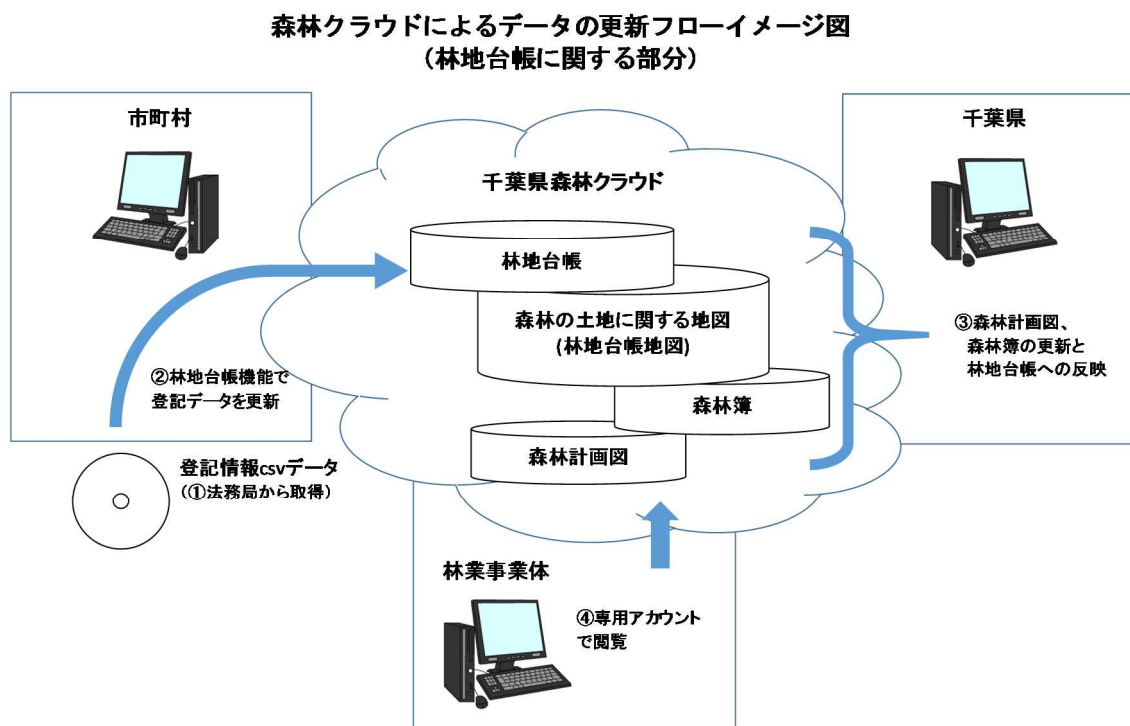 森林クラウドによるデータの更新フローイメージ図
（林地台帳に関する部分）
市町村
千葉県
千葉県森林クラウド
林地台帳
森林の土地に関する地図
(林地台帳地図)
森林簿
森林計画図
②林地台帳機能で
登記データを更新
③森林計画図、
森林簿の更新と
林地台帳への反映
登記情報csvデータ
（①法務局から取得）
林業事業体
④専用アカウント
で閲覧